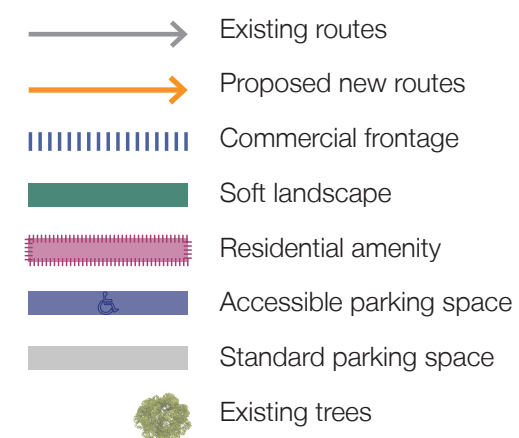 Existing routes
Proposed new routes
Commercial frontage
Soft landscape
Residential amenity
Accessible parking space
Standard parking space
Existing trees